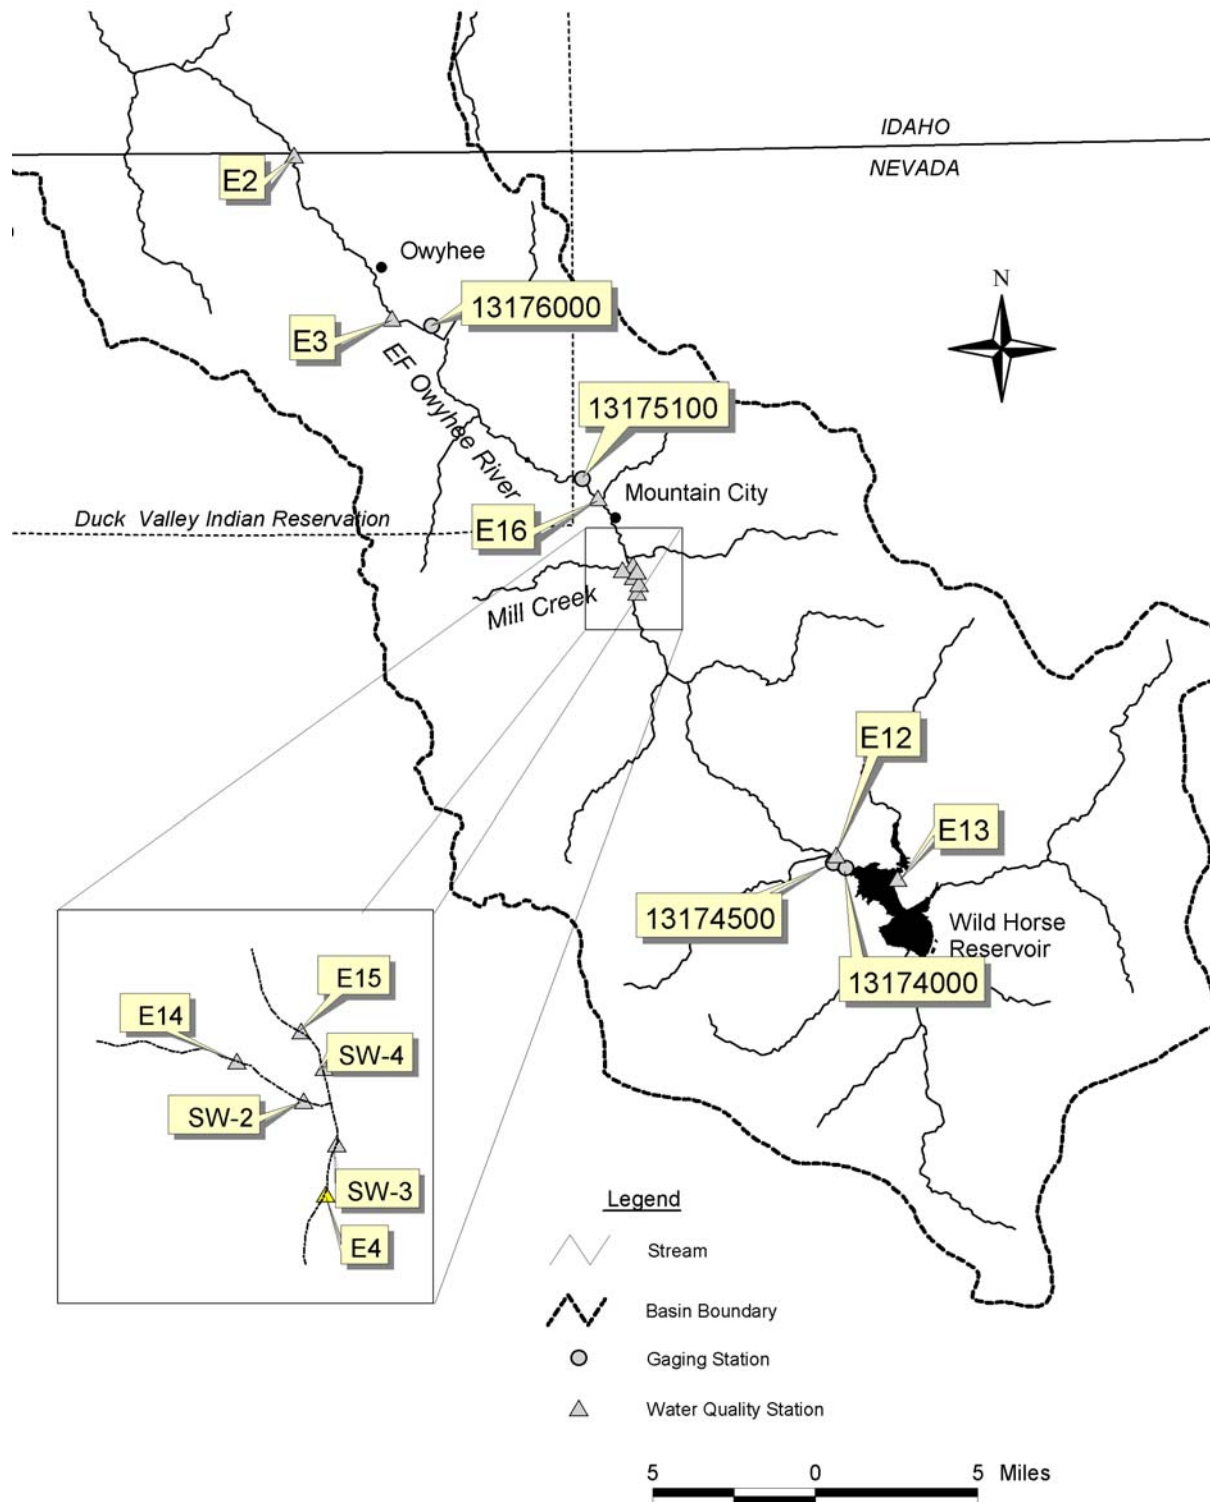 IDAHO
NEVADA
E2
Owyhee
13176000
N
E3
EF Owyhee River
13175100
Mountain City
E16
Duck Valley Indian Reservation
Mill Creek
E12
E13
13174500
Wild Horse
Reservoir
13174000
E15
E14
SW-4
SW-2
SW-3
E4
Legend
Stream
Basin Boundary
Gaging Station
Water Quality Station
5 0 5 Miles